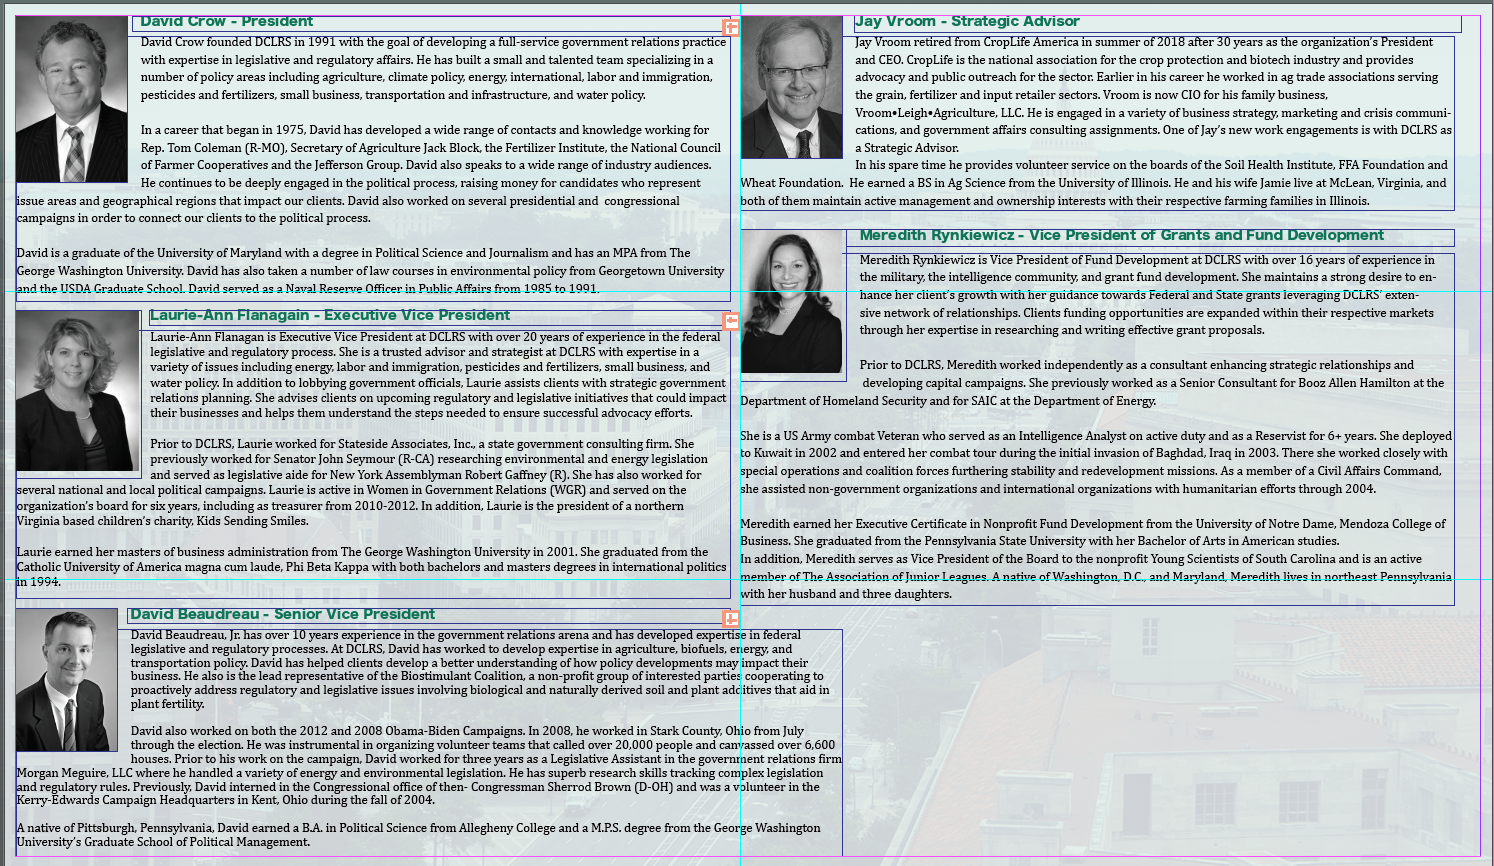 David Crow - President
David Crow founded DCLRS in 1991 with the goal of developing a full-service government relations practice
with expertise in legislative and regulatory affairs. He has built a small and talented team specializing in a
number of policy areas including agriculture, climate policy, energy, international, labor and immigration,
pesticides and fertilizers, small business, transportation and infrastructure, and water policy.
In a career that began in 1975, David has developed a wide range of contacts and knowledge working for
Rep. Tom Coleman (R-MO), Secretary of Agriculture Jack Block, the Fertilizer Institute, the National Council
of Farmer Cooperatives and the Jefferson Group. David also speaks to a wide range of industry audiences.
He continues to be deeply engaged in the political process, raising money for candidates who represent
issue areas and geographical regions that impact our clients. David also worked on several presidential and  congressional
campaigns in order to connect our clients to the political process.
David is a graduate of the University of Maryland with a degree in Political Science and Journalism and has an MPA from The
George Washington University. David has also taken a number of law courses in environmental policy from Georgetown University
and the USDA Graduate School. David served as a Naval Reserve Officer in Public Affairs from 1985 to 1991.
Laurie-Ann Flanagain - Executive Vice President
Laurie-Ann Flanagan is Executive Vice President at DCLRS with over 20 years of experience in the federal
legislative and regulatory process. She is a trusted advisor and strategist at DCLRS with expertise in a
variety of issues including energy, labor and immigration, pesticides and fertilizers, small business, and
water policy. In addition to lobbying government officials, Laurie assists clients with strategic government
relations planning. She advises clients on upcoming regulatory and legislative initiatives that could impact
their businesses and helps them understand the steps needed to ensure successful advocacy efforts.
Prior to DCLRS, Laurie worked for Stateside Associates, Inc., a state government consulting firm. She
previously worked for Senator John Seymour (R-CA) researching environmental and energy legislation
and served as legislative aide for New York Assemblyman Robert Gaffney (R). She has also worked for
several national and local political campaigns. Laurie is active in Women in Government Relations (WGR) and served on the
organization's board for six years, including as treasurer from 2010-2012. In addition, Laurie is the president of a northern
Virginia based children's charity, Kids Sending Smiles.
Laurie earned her masters of business administration from The George Washington University in 2001. She graduated from the
Catholic University of America magna cum laude, Phi Beta Kappa with both bachelors and masters degrees in international politics
in 1994.
David Beaudreau - Senior Vice President
David Beaudreau, Jr. has over 10 years experience in the government relations arena and has developed expertise in federal
legislative and regulatory processes. At DCLRS, David has worked to develop expertise in agriculture, biofuels, energy, and
transportation policy. David has helped clients develop a better understanding of how policy developments may impact their
business. He also is the lead representative of the Biostimulant Coalition, a non-profit group of interested parties cooperating to
proactively address regulatory and legislative issues involving biological and naturally derived soil and plant additives that aid in
plant fertility.
David also worked on both the 2012 and 2008 Obama-Biden Campaigns. In 2008, he worked in Stark County, Ohio from July
through the election. He was instrumental in organizing volunteer teams that called over 20,000 people and canvassed over 6,600
houses. Prior to his work on the campaign, David worked for three years as a Legislative Assistant in the government relations firm
Morgan Meguire, LLC where he handled a variety of energy and environmental legislation. He has superb research skills tracking complex legislation
and regulatory rules. Previously, David interned in the Congressional office of then- Congressman Sherrod Brown (D-OH) and was a volunteer in the
Kerry-Edwards Campaign Headquarters in Kent, Ohio during the fall of 2004.
A native of Pittsburgh, Pennsylvania, David earned a B.A. in Political Science from Allegheny College and a M.P.S. degree from the George Washington
University's Graduate School of Political Management.
Jay Vroom - Strategic Advisor
Jay Vroom retired from CropLife America in summer of 2018 after 30 years as the organization's President
and CEO. CropLife is the national association for the crop protection and biotech industry and provides
advocacy and public outreach for the sector. Earlier in his career he worked in ag trade associations serving
the grain, fertilizer and input retailer sectors. Vroom is now CIO for his family business,
Vroom•Leigh•Agriculture, LLC. He is engaged in a variety of business strategy, marketing and crisis communi-
cations, and government affairs consulting assignments. One of Jay's new work engagements is with DCLRS as
a Strategic Advisor.
In his spare time he provides volunteer service on the boards of the Soil Health Institute, FFA Foundation and
Wheat Foundation.  He earned a BS in Ag Science from the University of Illinois. He and his wife Jamie live at McLean, Virginia, and
both of them maintain active management and ownership interests with their respective farming families in Illinois.
Meredith Rynkiewicz - Vice President of Grants and Fund Development
Meredith Rynkiewicz is Vice President of Fund Development at DCLRS with over 16 years of experience in
the military, the intelligence community, and grant fund development. She maintains a strong desire to en-
hance her client's growth with her guidance towards Federal and State grants leveraging DCLRS' exten-
sive network of relationships. Clients funding opportunities are expanded within their respective markets
through her expertise in researching and writing effective grant proposals.
Prior to DCLRS, Meredith worked independently as a consultant enhancing strategic relationships and
developing capital campaigns. She previously worked as a Senior Consultant for Booz Allen Hamilton at the
Department of Homeland Security and for SAIC at the Department of Energy.
She is a US Army combat Veteran who served as an Intelligence Analyst on active duty and as a Reservist for 6+ years. She deployed
to Kuwait in 2002 and entered her combat tour during the initial invasion of Baghdad, Iraq in 2003. There she worked closely with
special operations and coalition forces furthering stability and redevelopment missions. As a member of a Civil Affairs Command,
she assisted non-government organizations and international organizations with humanitarian efforts through 2004.
Meredith earned her Executive Certificate in Nonprofit Fund Development from the University of Notre Dame, Mendoza College of
Business. She graduated from the Pennsylvania State University with her Bachelor of Arts in American studies.
In addition, Meredith serves as Vice President of the Board to the nonprofit Young Scientists of South Carolina and is an active
member of The Association of Junior Leagues. A native of Washington, D.C., and Maryland, Meredith lives in northeast Pennsylvania
with her husband and three daughters.